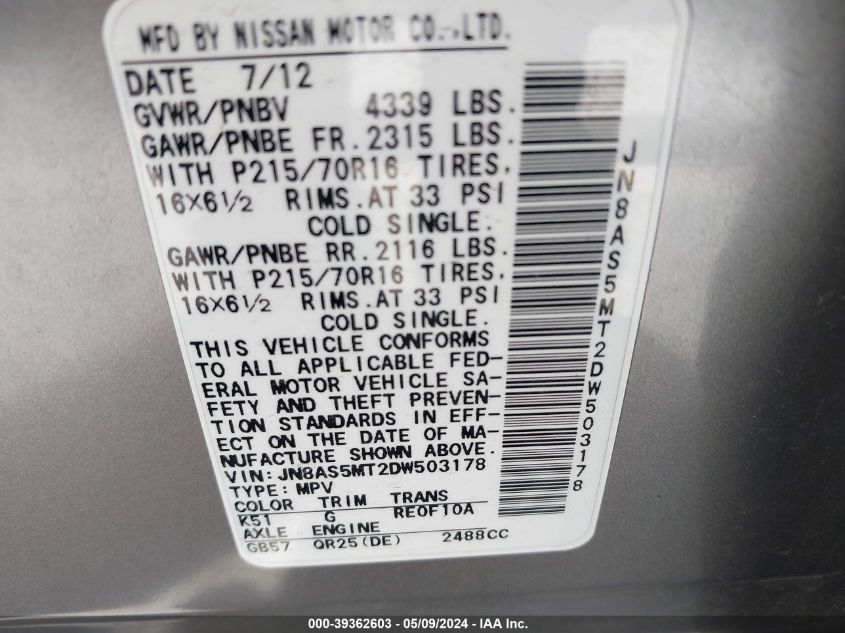 MFD BY NISSAN MOTOR CO.,LTD.
DATE 7/12
GVWR/PNBV 4339 LBS.
GAWR/PNBE FR.2315 LBS.
WITH P215/70R16 TIRES,
16X6½ RIMS.AT 33 PSI
COLD SINGLE.
GAWR/PNBE RR.2116 LBS.
WITH P215/70R16 TIRES,
16X6½ RIMS.AT 33 PSI
COLD SINGLE.
THIS VEHICLE CONFORMS
TO ALL APPLICABLE FED-
ERAL MOTOR VEHICLE SA-
FETY AND THEFT PREVEN-
TION STANDARDS IN EFF-
ECT ON THE DATE OF MA-
NUFACTURE SHOWN ABOVE.
VIN: JN8AS5MT2DW503178
TYPE: MPV
COLOR TRIM TRANS
K51 G RE0F10A
AXLE ENGINE
GB57 QR25(DE) 2488CC
JN8AS5MT2DW503178
000-39362603 - 05/09/2024 - IAA Inc.